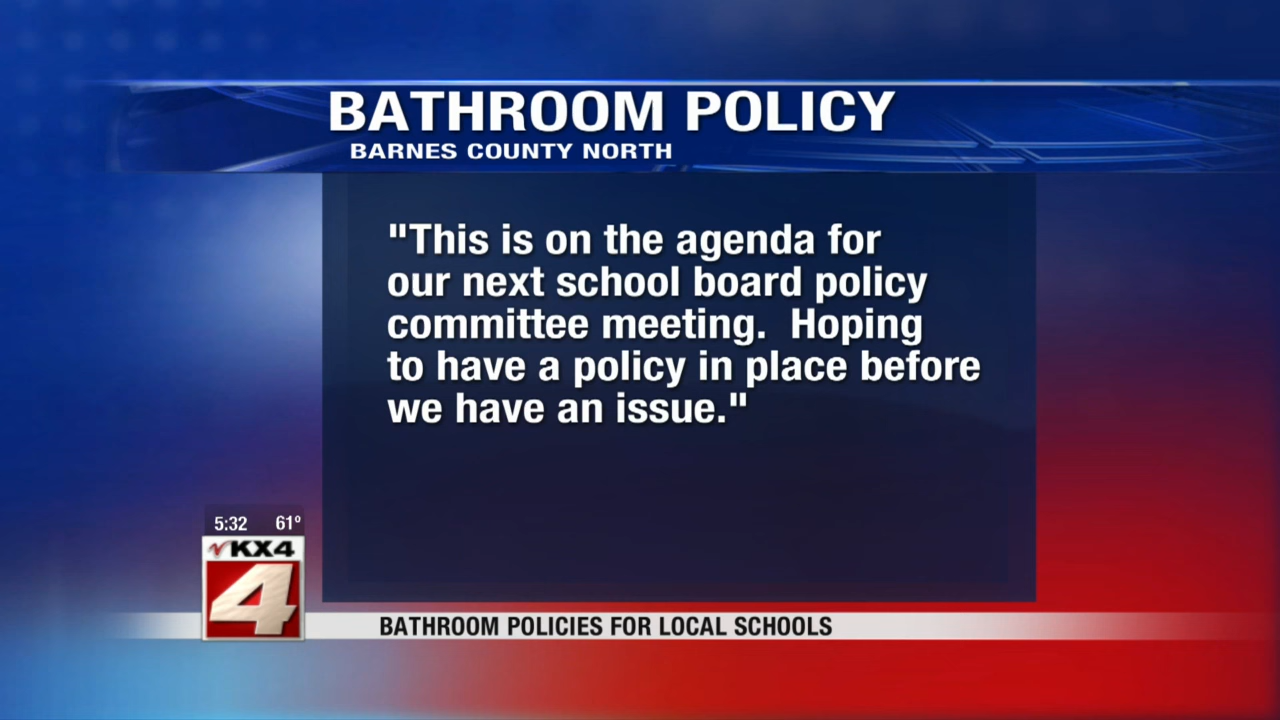 BATHROOM POLICY
BARNES COUNTY NORTH
"This is on the agenda for
our next school board policy
committee meeting.  Hoping
to have a policy in place before
we have an issue."
5:32 61°
KX4
4
BATHROOM POLICIES FOR LOCAL SCHOOLS